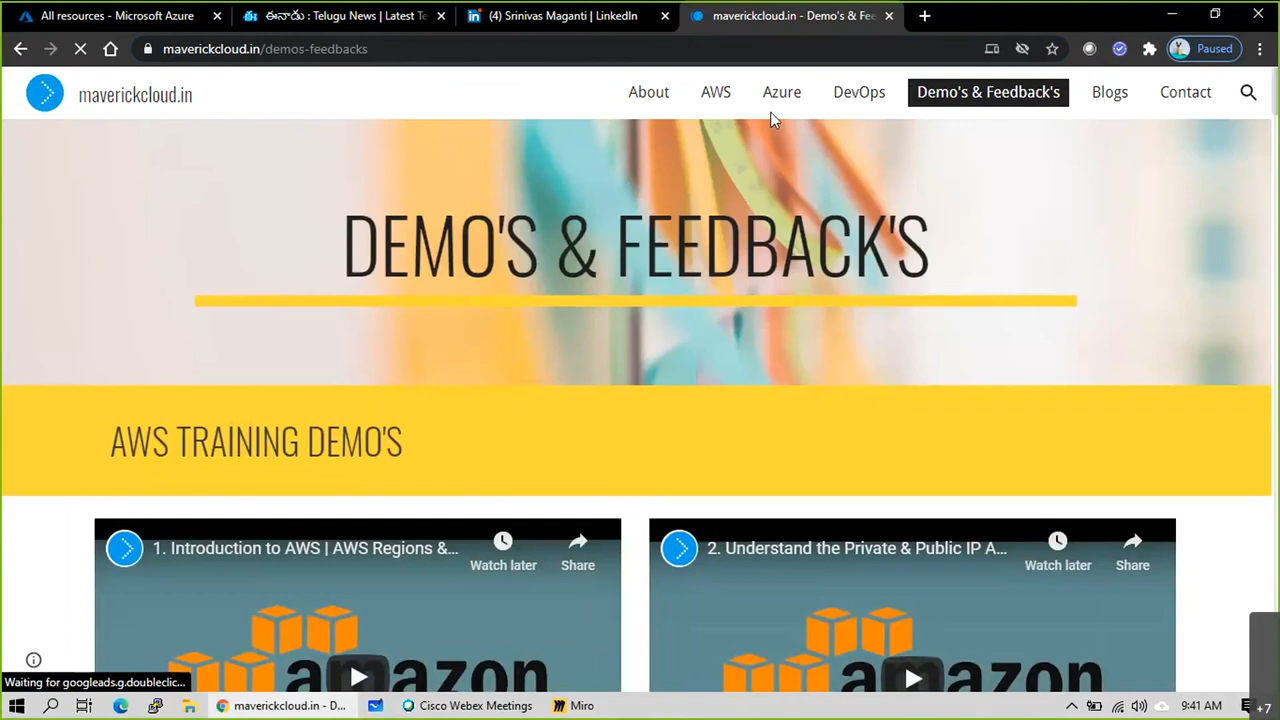 All resources - Microsoft Azure
ఈనాడు : Telugu News | Latest Te
(4) Srinivas Maganti | LinkedIn
maverickcloud.in - Demo's & Fee
maverickcloud.in/demos-feedbacks
Paused
maverickcloud.in
About
AWS
Azure
DevOps
Demo's & Feedback's
Blogs
Contact
DEMO'S & FEEDBACK'S
AWS TRAINING DEMO'S
1. Introduction to AWS | AWS Regions &...
Watch later
Share
2. Understand the Private & Public IP A...
Watch later
Share
amazon
amazon
Waiting for googleads.g.doubleclic...
maverickcloud.in - D...
Cisco Webex Meetings
Miro
9:41 AM
+7